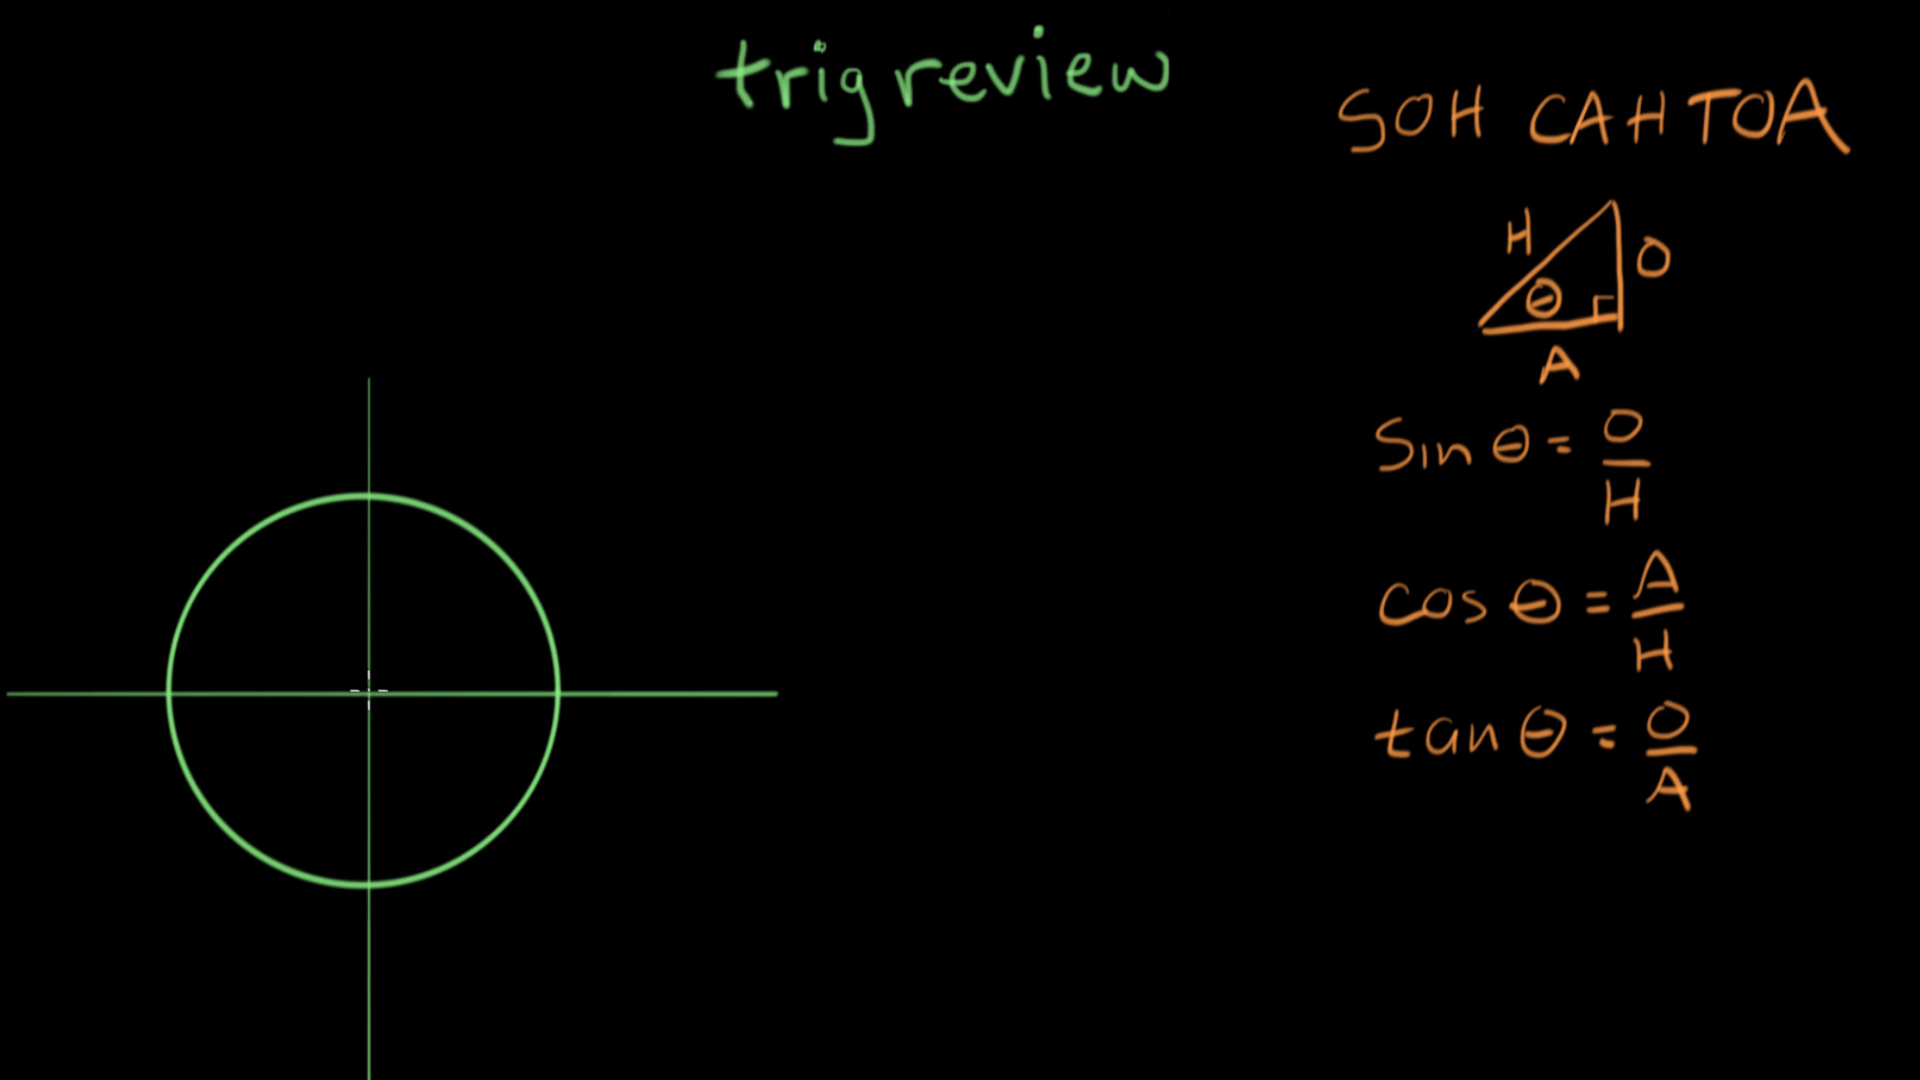 trig review
SOH CAH TOA
H
O
θ
A
Sin θ = O/H
Cos θ = A/H
tan θ = O/A